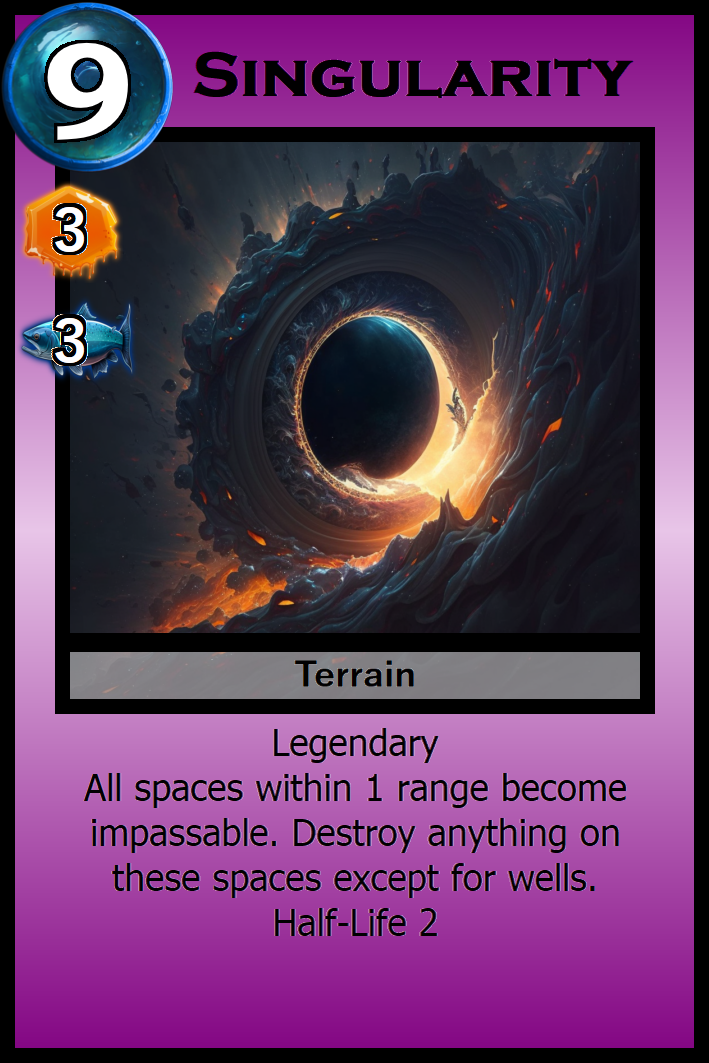 9
Singularity
3
3
Terrain
Legendary
All spaces within 1 range become
impassable. Destroy anything on
these spaces except for wells.
Half-Life 2